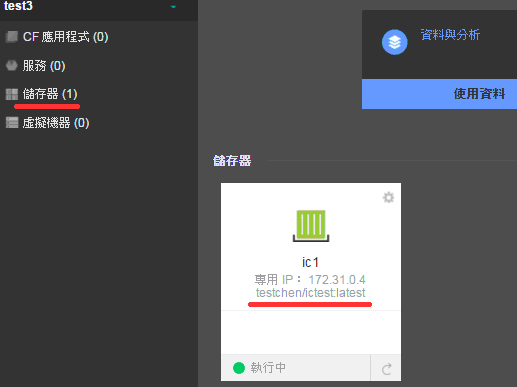 test3
CF 應用程式 (0)
服務 (0)
儲存器 (1)
虛擬機器 (0)
資料與分析
使用資料
儲存器
ic1
專用 IP： 172.31.0.4
testchen/ictest:latest
執行中